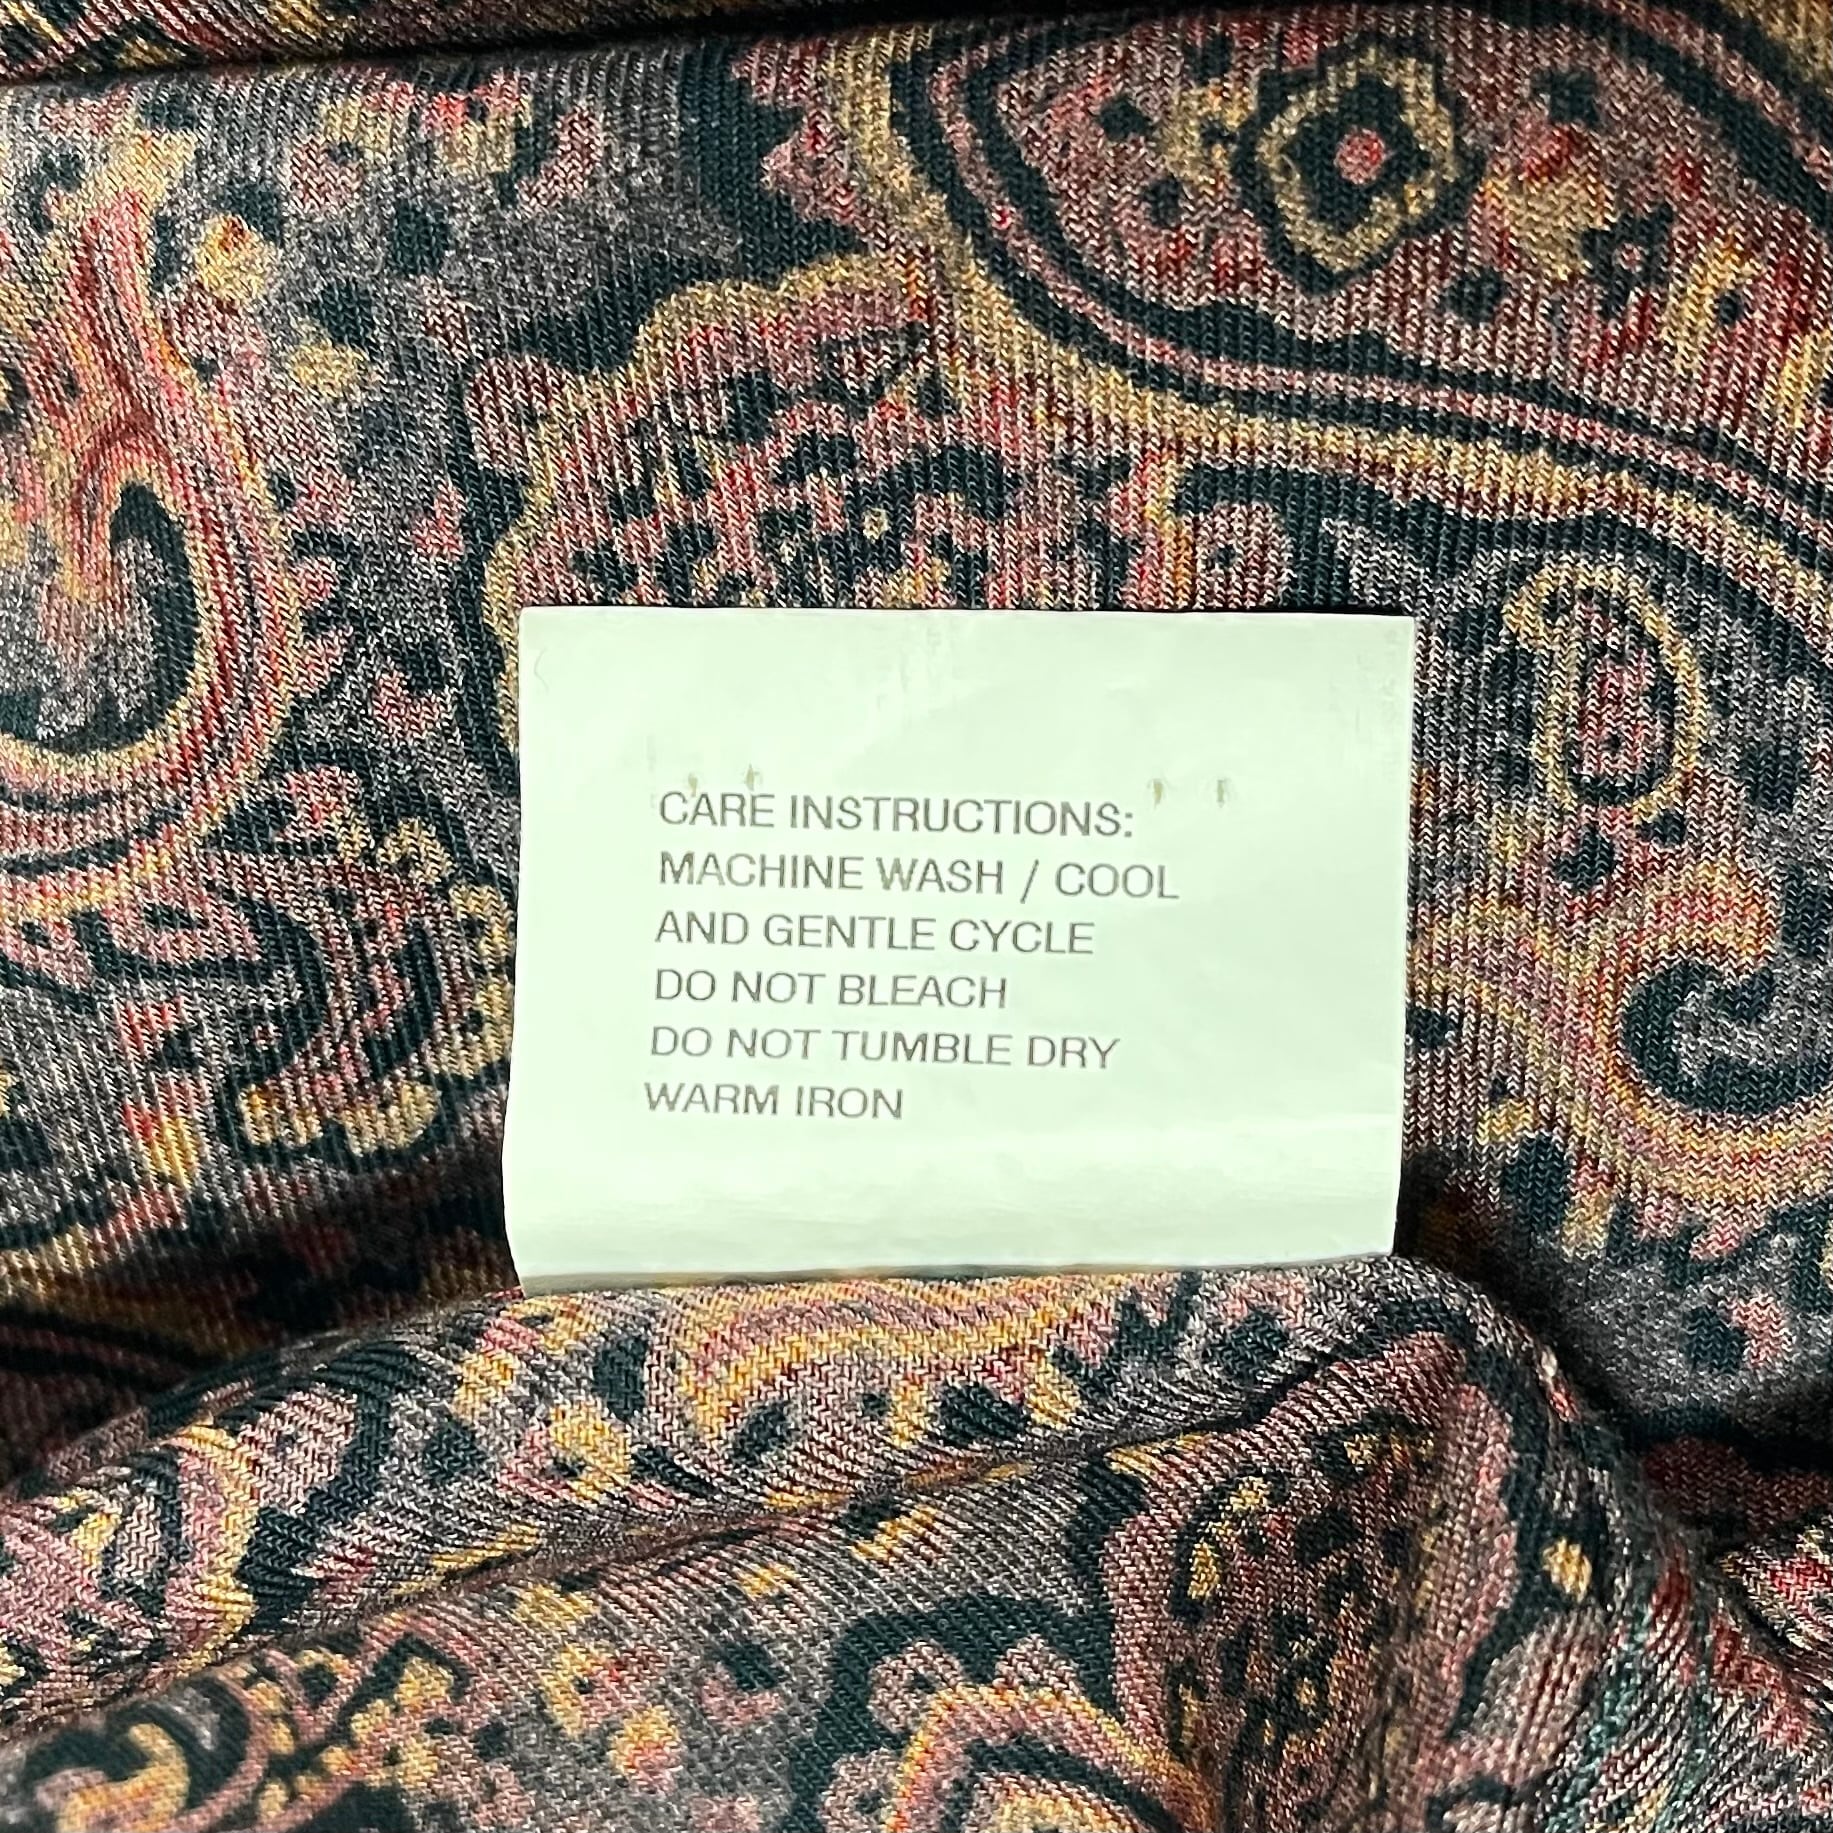 CARE INSTRUCTIONS:
MACHINE WASH / COOL
AND GENTLE CYCLE
DO NOT BLEACH
DO NOT TUMBLE DRY
WARM IRON